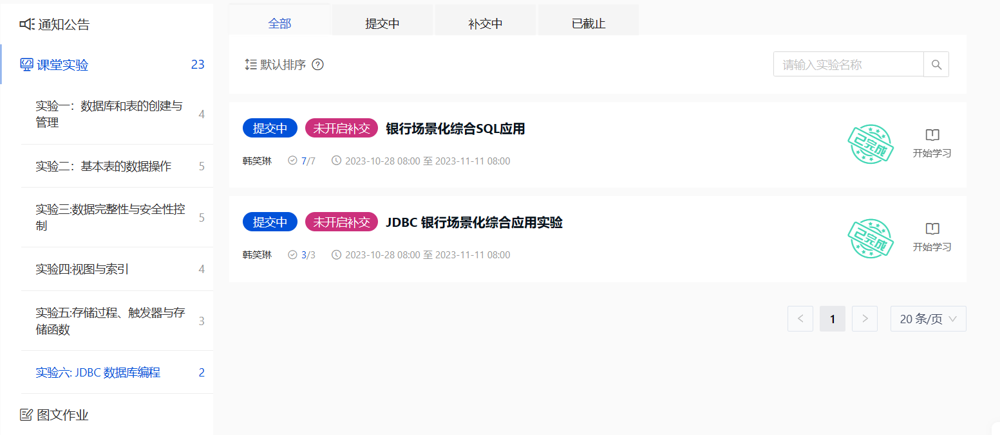 通知公告
课堂实验 23
实验一：数据库和表的创建与
管理 4
实验二：基本表的数据操作 5
实验三:数据完整性与安全性控
制 5
实验四:视图与索引 4
实验五:存储过程、触发器与存
储函数 3
实验六: JDBC 数据库编程 2
图文作业
全部 提交中 补交中 已截止
默认排序 ? 请输入实验名称
提交中 未开启补交 银行场景化综合SQL应用
韩笑琳 7/7 2023-10-28 08:00 至 2023-11-11 08:00
已完成
开始学习
提交中 未开启补交 JDBC 银行场景化综合应用实验
韩笑琳 3/3 2023-10-28 08:00 至 2023-11-11 08:00
已完成
开始学习
< 1 > 20 条/页